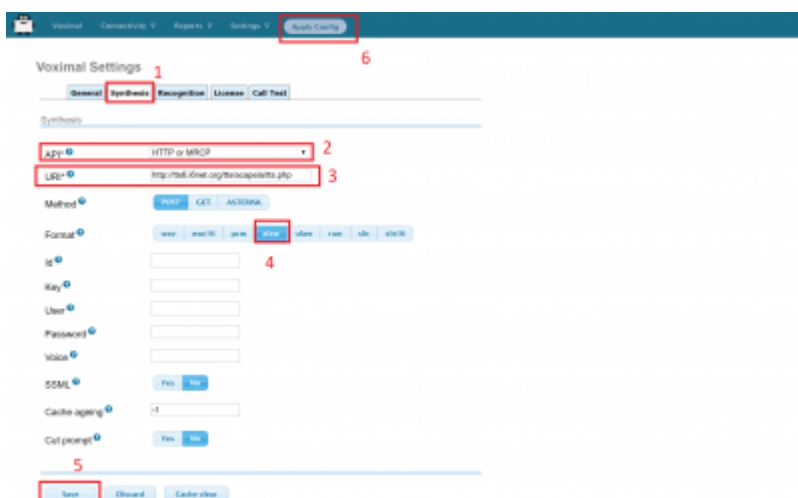 Voximal Connectivity Reports Settings Apply Config
6
Voximal Settings
1
General Synthesis Recognition License Call Test
Synthesis
API* HTTP or MRCP 2
URI* 3
Method POST GET ASTERISK
Format wav wav16 pcm alaw ulaw raw sln sln16
4
Id
Key
User
Password
Voice
SSML Yes No
Cache ageing -1
Cut prompt Yes No
5
Save Discard Cache clear